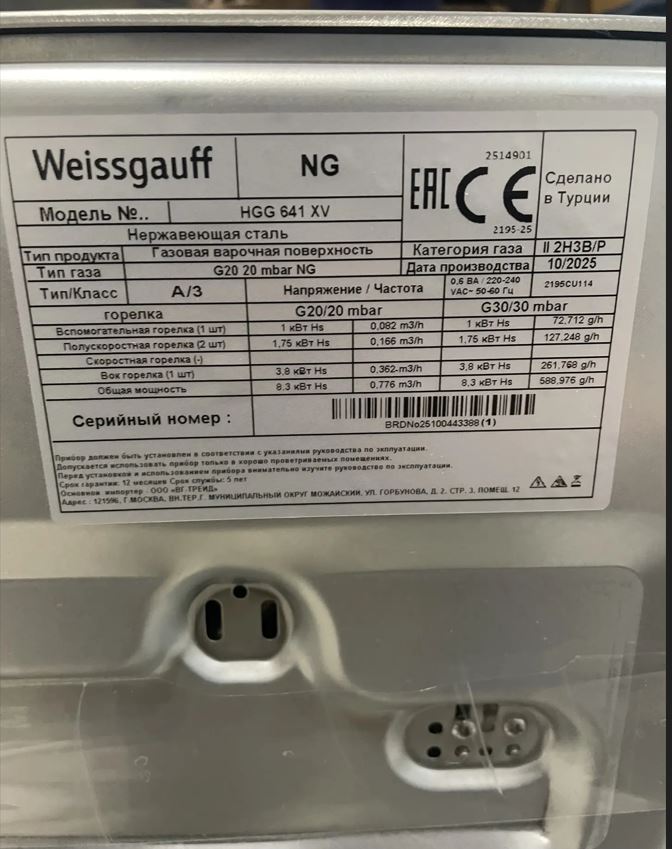 Weissgauff
NG
EAC CE
2514901
2195-25
Сделано
в Турции
Модель №..
HGG 641 XV
Нержавеющая сталь
Тип продукта
Газовая варочная поверхность
Категория газа
II 2H3B/P
Тип газа
G20 20 mbar NG
Дата производства
10/2025
Тип/Класс
A/3
Напряжение / Частота
0,6 ВА / 220-240
VAC~ 50-60 Гц
2195CU114
горелка
G20/20 mbar
G30/30 mbar
Вспомогательная горелка (1 шт)
1 кВт Hs
0,082 m3/h
1 кВт Hs
72,712 g/h
Полускоростная горелка (2 шт)
1,75 кВт Hs
0,166 m3/h
1,75 кВт Hs
127,248 g/h
Скоростная горелка (-)
Вок горелка (1 шт)
3,8 кВт Hs
0,362-m3/h
3,8 кВт Hs
261,768 g/h
Общая мощность
8,3 кВт Hs
0,776 m3/h
8,3 кВт Hs
588,976 g/h
Серийный номер :
BRDNo25100443388(1)
Прибор должен быть установлен в соответствии с указаниями руководства по эксплуатации.
Допускается использовать прибор только в хорошо проветриваемых помещениях.
Перед установкой и использованием прибора внимательно изучите руководство по эксплуатации.
Срок гарантии: 12 месяцев Срок службы: 5 лет
Основной импортер - ООО «ВГ ТРЕЙД»
Адрес : 121596, Г.МОСКВА, ВН.ТЕР.Г. МУНИЦИПАЛЬНЫЙ ОКРУГ МОЖАЙСКИЙ, УЛ. ГОРБУНОВА, Д. 2, СТР. 3, ПОМЕЩ. 12